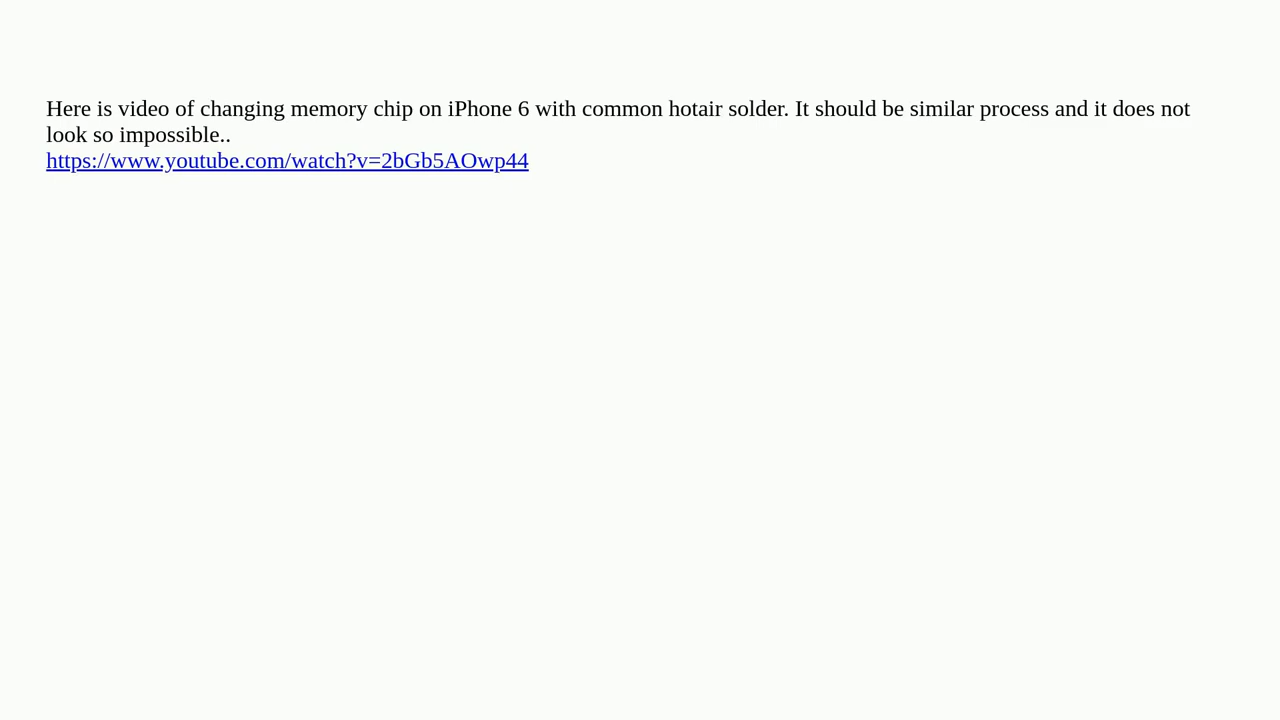 Here is video of changing memory chip on iPhone 6 with common hotair solder. It should be similar process and it does not
look so impossible..
https://www.youtube.com/watch?v=2bGb5AOwp44